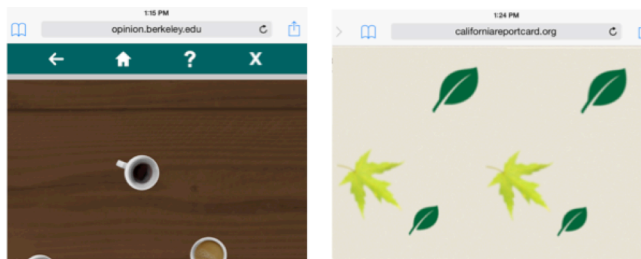 1:15 PM
opinion.berkeley.edu
?
X
1:24 PM
californiareportcard.org